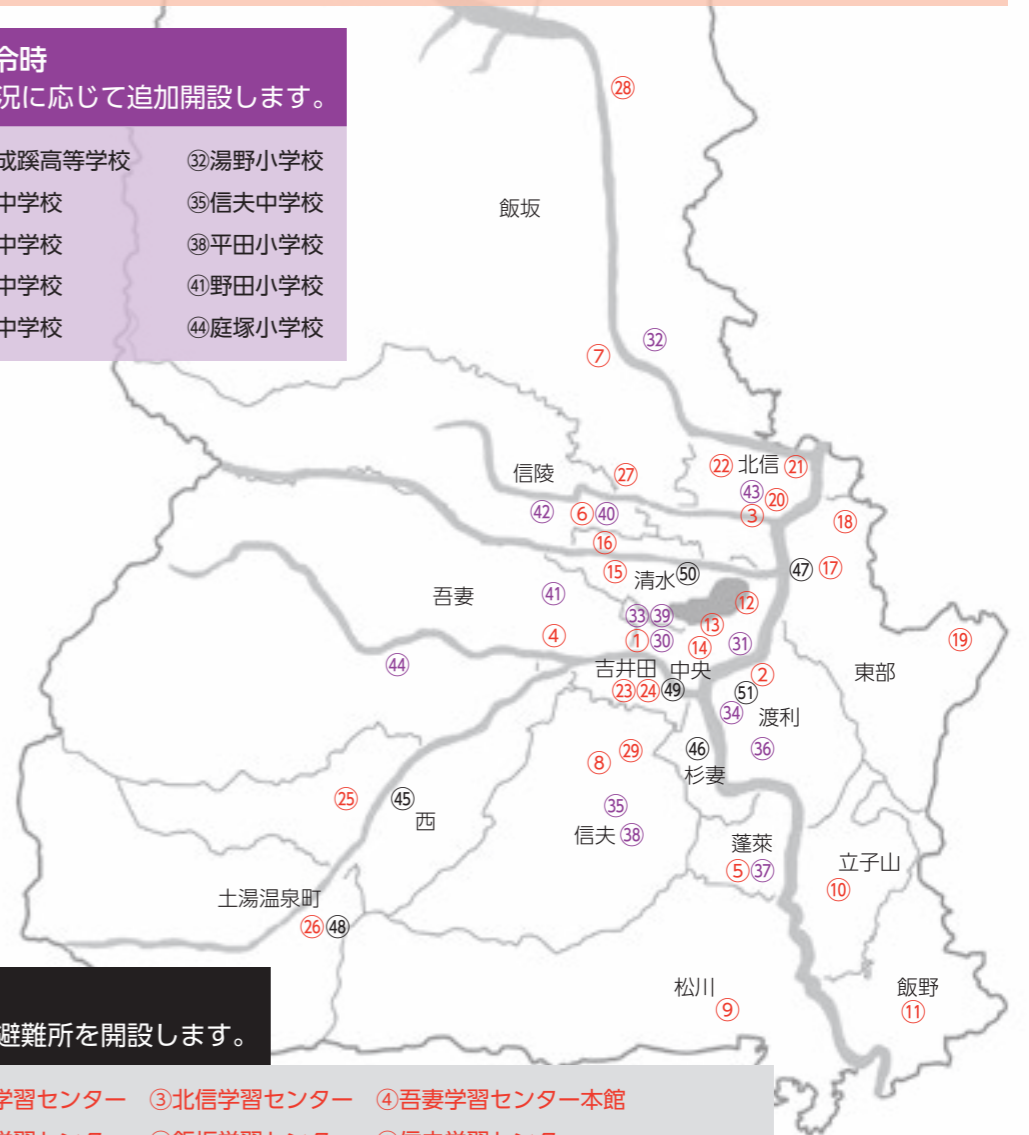 令時
況に応じて追加開設します。
成蹊高等学校 ㉜湯野小学校
中学校 ㉟信夫中学校
中学校 ㊳平田小学校
中学校 ㊶野田小学校
中学校 ㊹庭塚小学校
㉘
飯坂
㉜
⑦
㉒ 北信 ㉑
信陵 ㉗
㊸ ⑳
㊷ ⑥ ㊵ ③ ⑱
⑯
⑮ 清水 ㊿ ㊼ ⑰
吾妻 ㊶ ⑫
㉝ ㊴ ⑬
④ ① ㉚ ⑭ ㉛ ⑲
㊹ 吉井田 中央 ② 東部
㉓ ㉔ ㊾ 51
㉞ 渡利
⑧ ㉙ ㊻ ㊱
杉妻
㉕ ㊺ ㉟
西 信夫 ㊳
蓬萊 立子山
⑤ ㊲ ⑩
土湯温泉町
㉖ ㊽
松川 飯野
⑨ ⑪
避難所を開設します。
学習センター ③北信学習センター ④吾妻学習センター本館